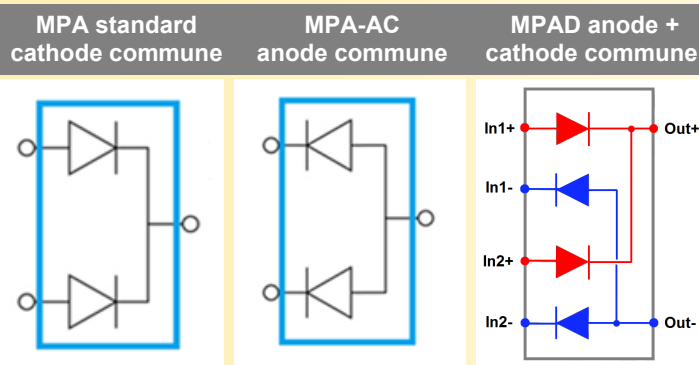 MPA standard
cathode commune
MPA-AC
anode commune
MPAD anode +
cathode commune
In1+
Out+
In1-
In2+
In2-
Out-